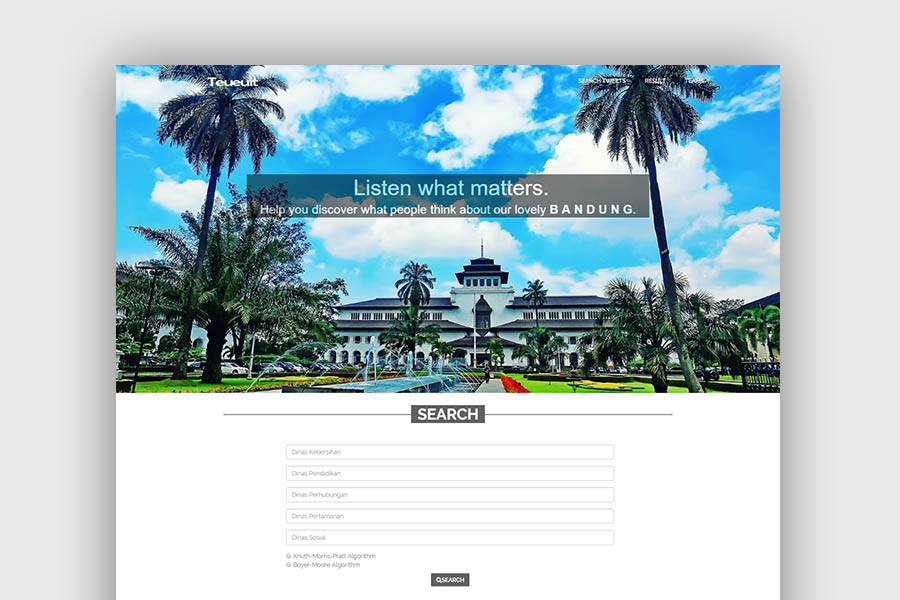 Teueuit
SEARCH TWEETS RESULT TEAM
Listen what matters.
Help you discover what people think about our lovely B A N D U N G.
SEARCH
Dinas Kebersihan
Dinas Pendidikan
Dinas Perhubungan
Dinas Pertamanan
Dinas Sosial
Knuth-Morris-Pratt Algorithm
Boyer-Moore Algorithm
SEARCH